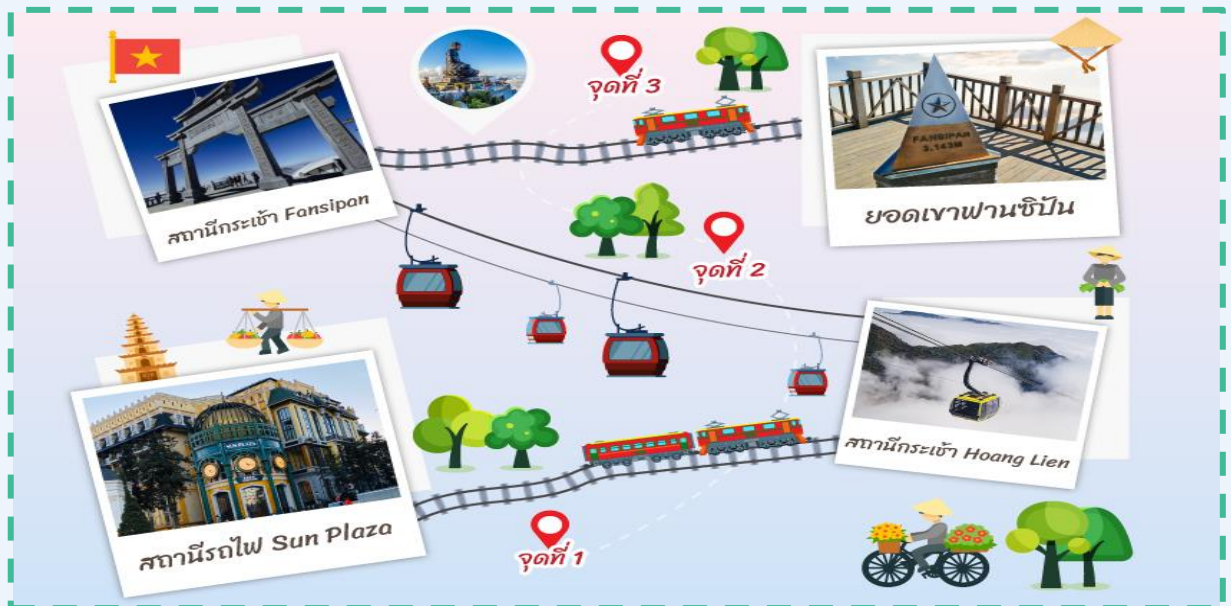 จุดที่ 3
สถานีกระเช้า Fansipan
FANSIPAN
3.143M
ยอดเขาฟานซิปัน
จุดที่ 2
สถานีกระเช้า Hoang Lien
สถานีรถไฟ Sun Plaza
จุดที่ 1